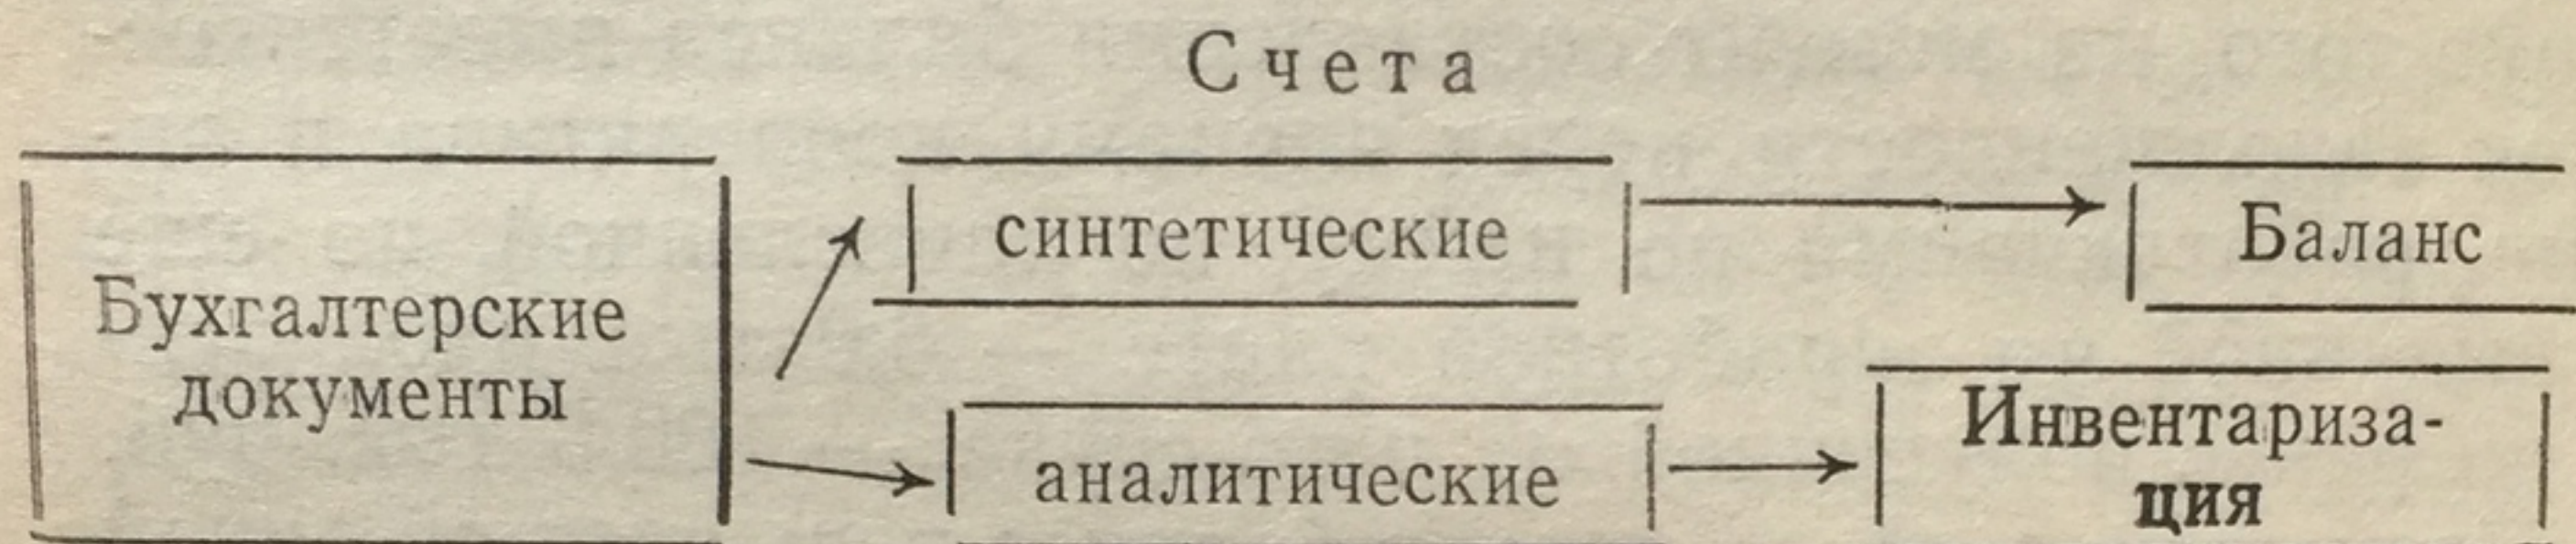 Счета
синтетические
Баланс
Бухгалтерские
документы
аналитические
Инвентариза-
ция